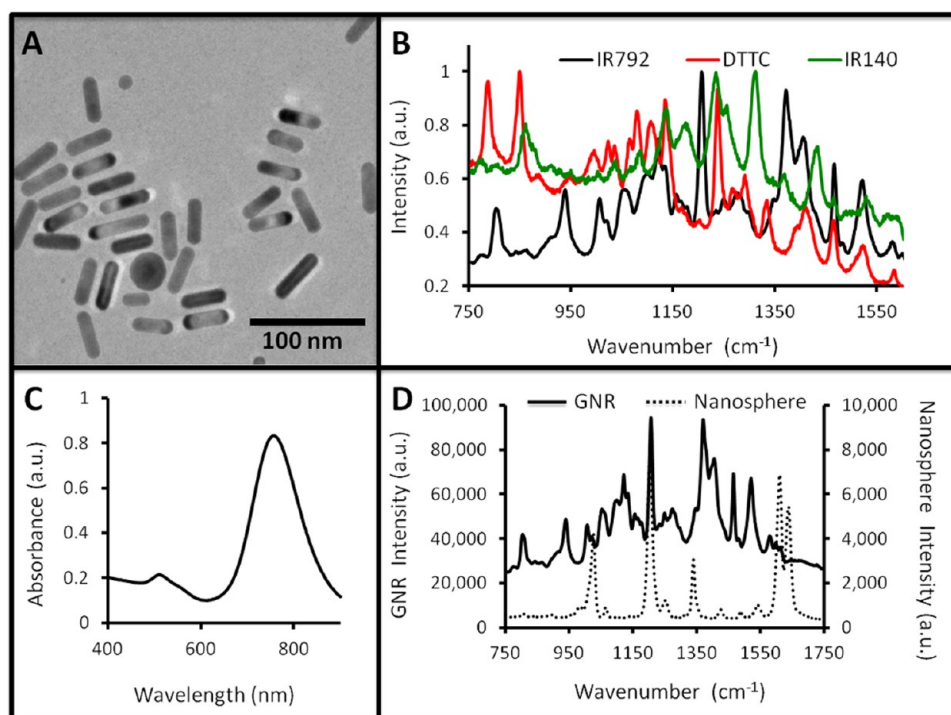 A
100 nm
B
IR792 DTTC IR140
Intensity (a.u.)
1
0.8
0.6
0.4
0.2
750 950 1150 1350 1550
Wavenumber (cm⁻¹)
C
Absorbance (a.u.)
1
0.8
0.6
0.4
0.2
0
400 600 800
Wavelength (nm)
D
GNR Nanosphere
GNR Intensity (a.u.)
100,000
80,000
60,000
40,000
20,000
0
10,000
8,000
6,000
4,000
2,000
0
Nanosphere Intensity
(a.u.)
750 950 1150 1350 1550 1750
Wavenumber (cm⁻¹)